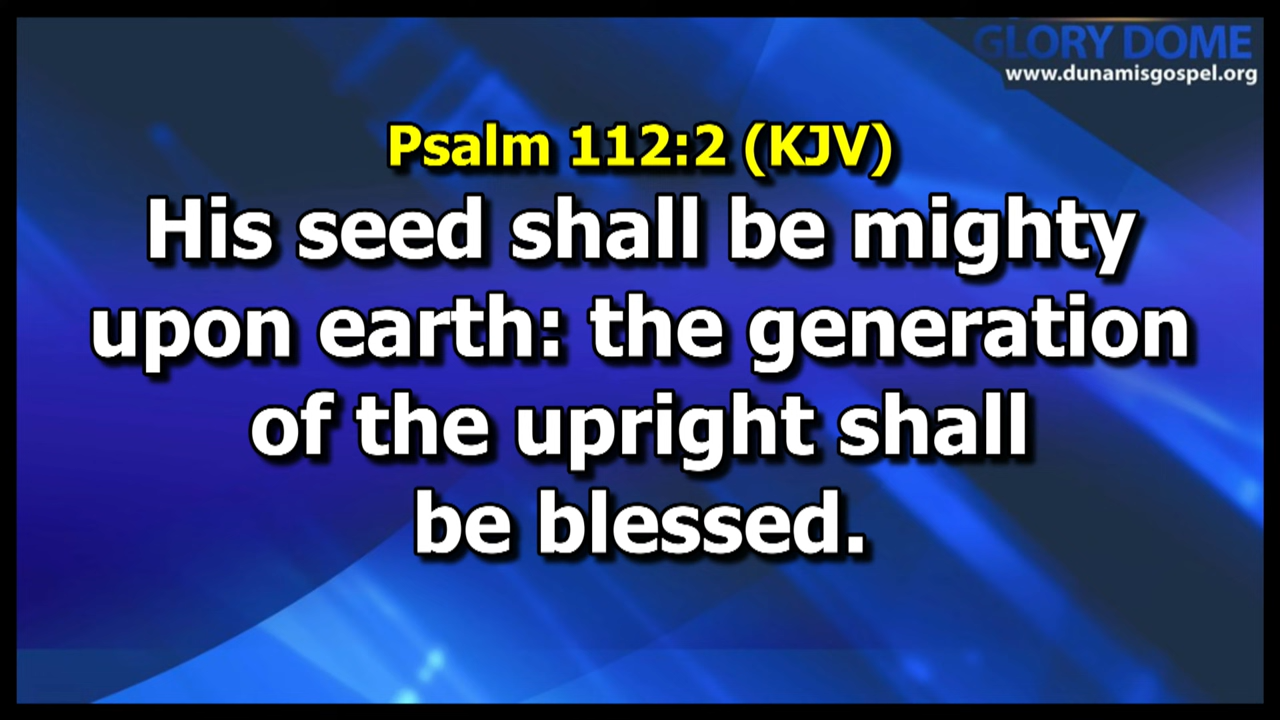 GLORY DOME
www.dunamisgospel.org
Psalm 112:2 (KJV)
His seed shall be mighty
upon earth: the generation
of the upright shall
be blessed.